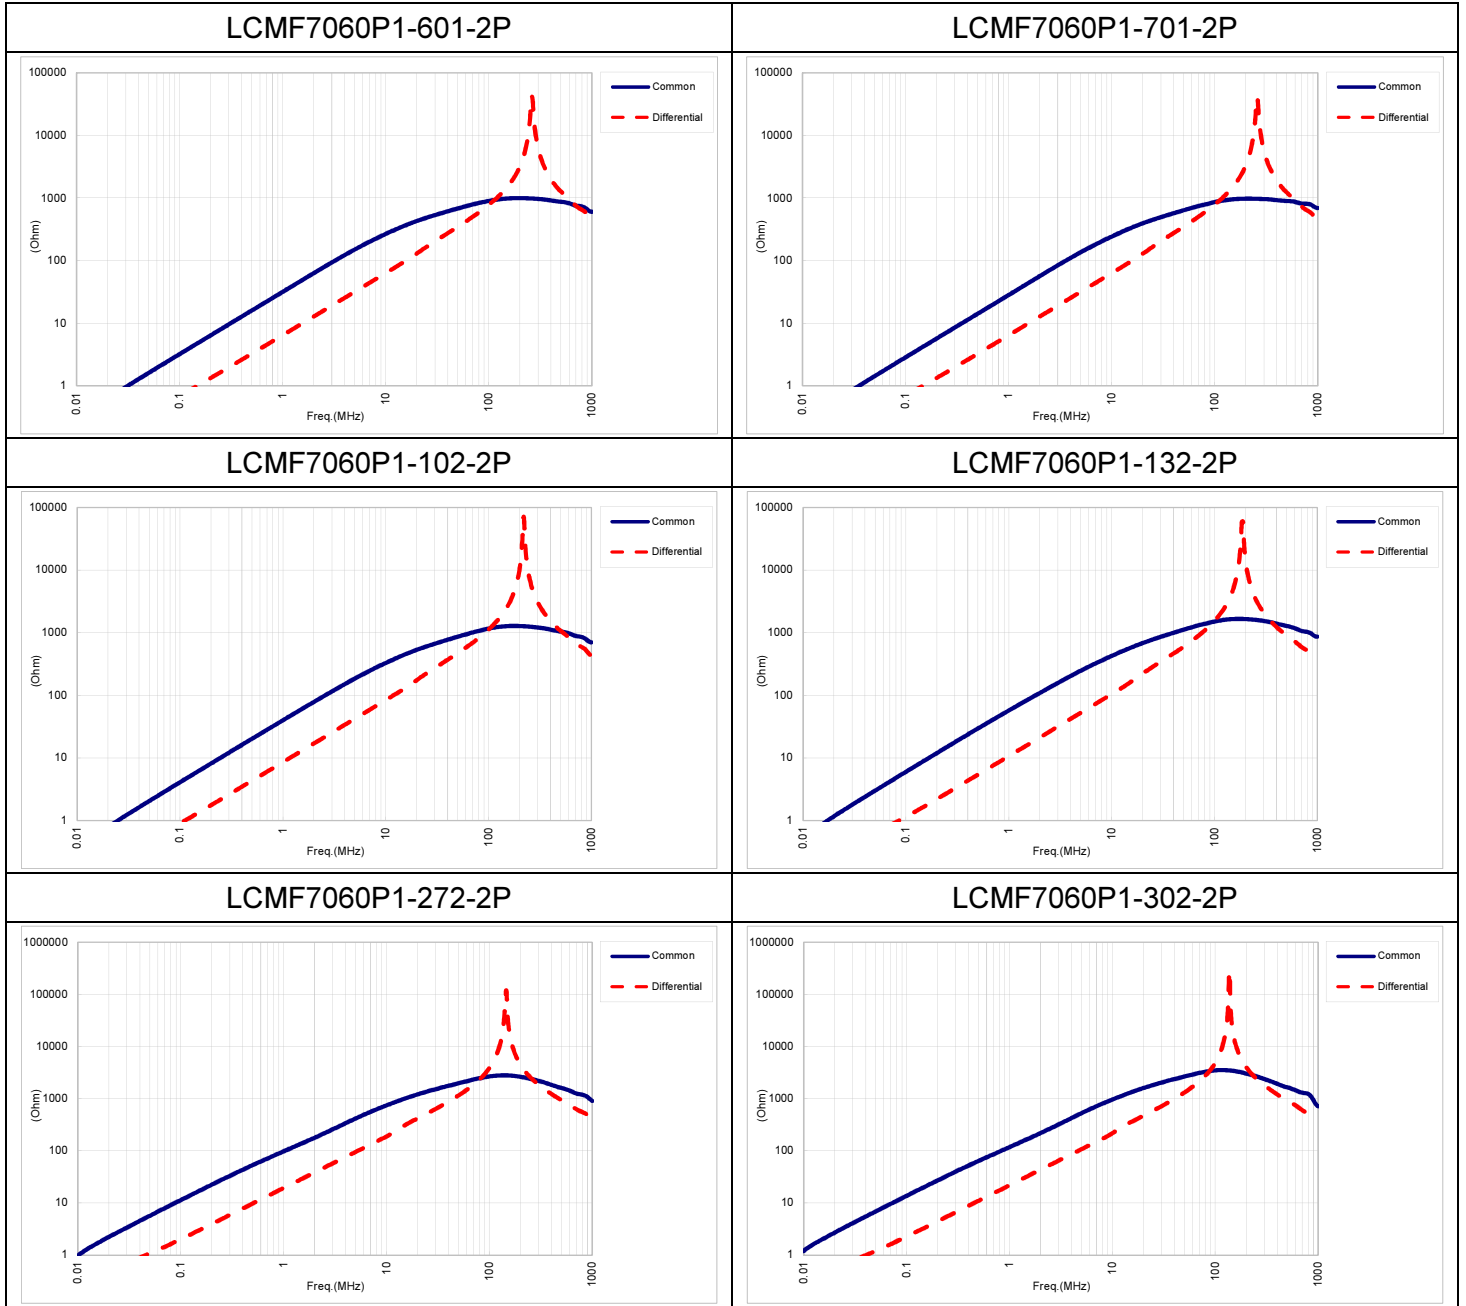 LCMF7060P1-601-2P
LCMF7060P1-701-2P
100000
10000
1000
100
10
1
(Ohm)
0.01
0.1
1
10
100
1000
Freq.(MHz)
Common
Differential
100000
10000
1000
100
10
1
(Ohm)
0.01
0.1
1
10
100
1000
Freq.(MHz)
Common
Differential
LCMF7060P1-102-2P
LCMF7060P1-132-2P
100000
10000
1000
100
10
1
(Ohm)
0.01
0.1
1
10
100
1000
Freq.(MHz)
Common
Differential
100000
10000
1000
100
10
1
(Ohm)
0.01
0.1
1
10
100
1000
Freq.(MHz)
Common
Differential
LCMF7060P1-272-2P
LCMF7060P1-302-2P
1000000
100000
10000
1000
100
10
1
(Ohm)
0.01
0.1
1
10
100
1000
Freq.(MHz)
Common
Differential
1000000
100000
10000
1000
100
10
1
(Ohm)
0.01
0.1
1
10
100
1000
Freq.(MHz)
Common
Differential